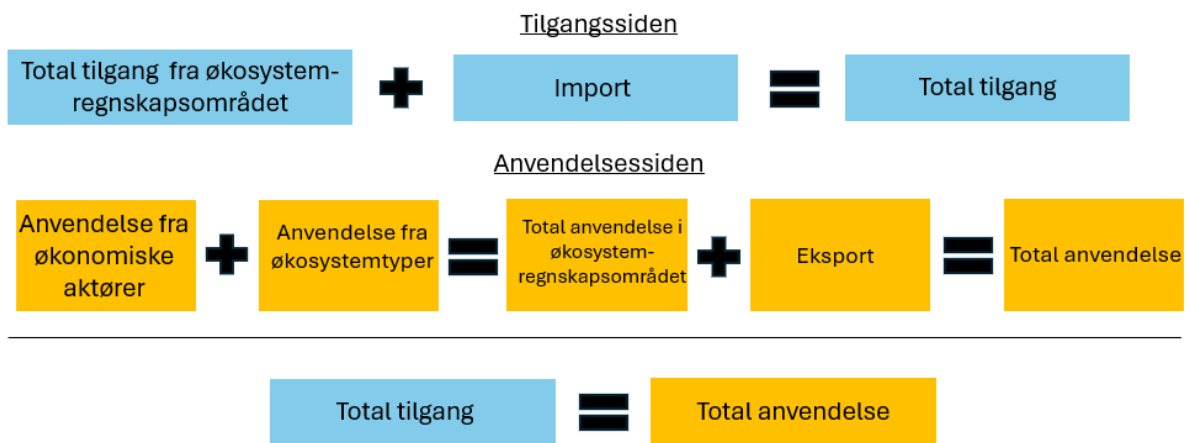 Tilgangssiden
Total tilgang fra økosystem-
regnskapsområdet
Import
Total tilgang
Anvendelsessiden
Anvendelse fra
økonomiske
aktører
Anvendelse fra
økosystemtyper
Total anvendelse i
økosystem-
regnskapsområdet
Eksport
Total anvendelse
Total tilgang
Total anvendelse